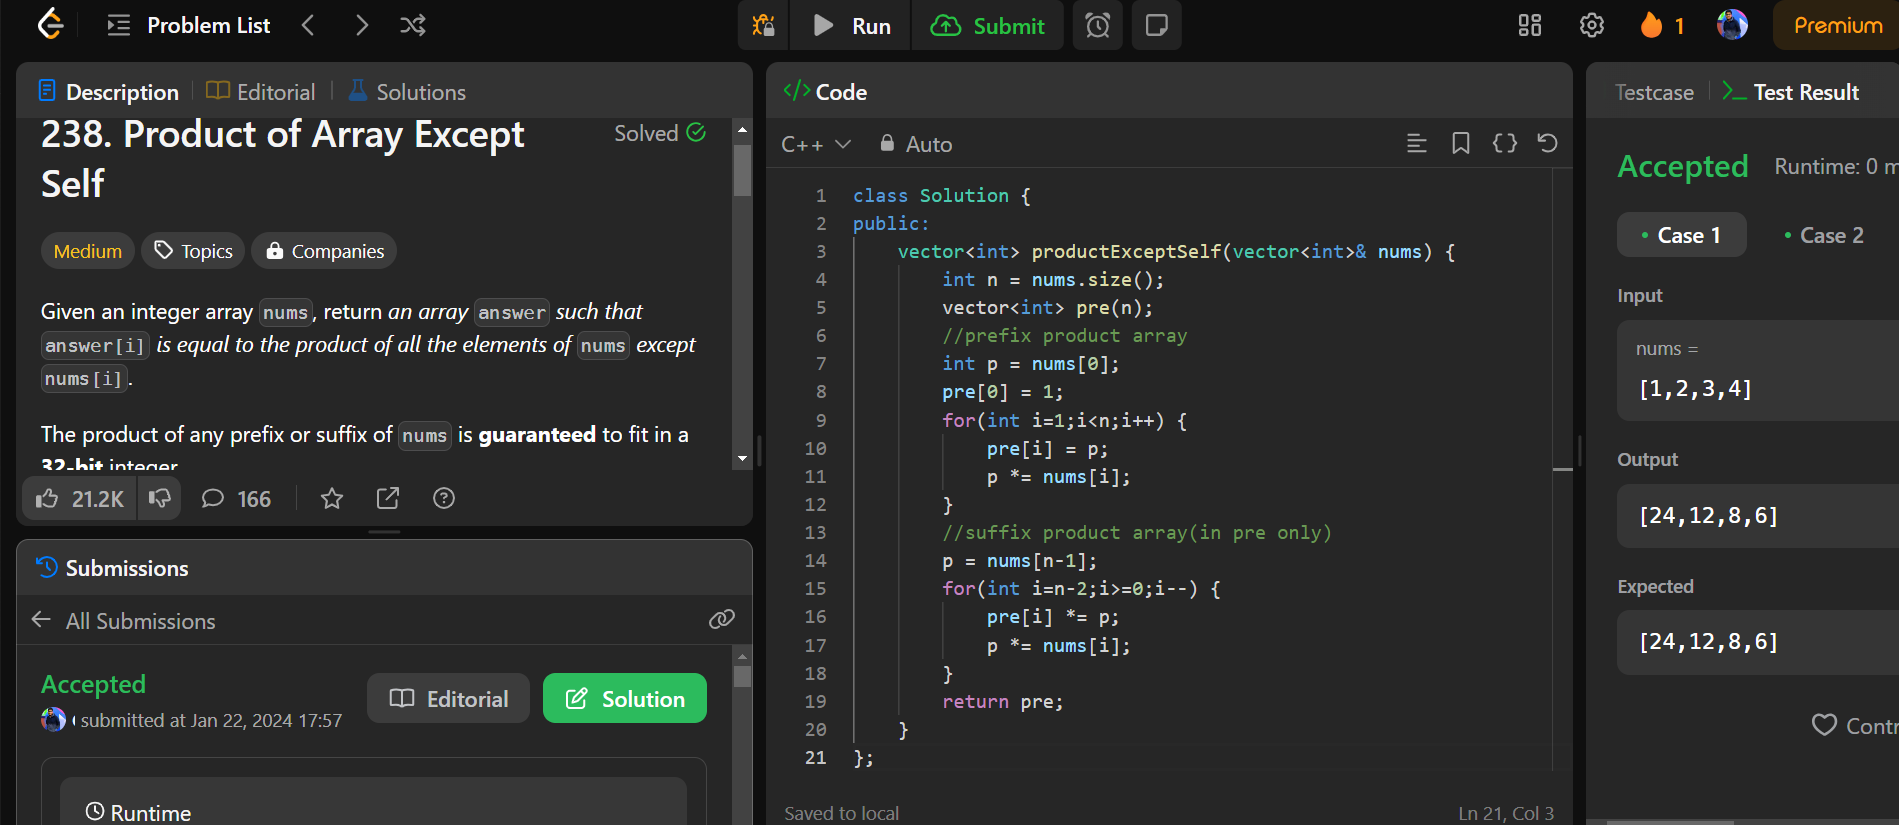 Problem List
Run
Submit
1
Premium
Description
Editorial
Solutions
238. Product of Array Except
Self
Solved
Medium
Topics
Companies
Given an integer array nums, return an array answer such that
answer[i] is equal to the product of all the elements of nums except
nums[i].
The product of any prefix or suffix of nums is guaranteed to fit in a
32-bit integer
21.2K
166
Submissions
All Submissions
Accepted
submitted at Jan 22, 2024 17:57
Editorial
Solution
Runtime
</> Code
C++
Auto
1 class Solution {
2 public:
3 vector<int> productExceptSelf(vector<int>& nums) {
4 int n = nums.size();
5 vector<int> pre(n);
6 //prefix product array
7 int p = nums[0];
8 pre[0] = 1;
9 for(int i=1;i<n;i++) {
10 pre[i] = p;
11 p *= nums[i];
12 }
13 //suffix product array(in pre only)
14 p = nums[n-1];
15 for(int i=n-2;i>=0;i--) {
16 pre[i] *= p;
17 p *= nums[i];
18 }
19 return pre;
20 }
21 };
Saved to local
Ln 21, Col 3
Testcase
Test Result
Accepted
Runtime: 0 m
Case 1
Case 2
Input
nums =
[1,2,3,4]
Output
[24,12,8,6]
Expected
[24,12,8,6]
Contr